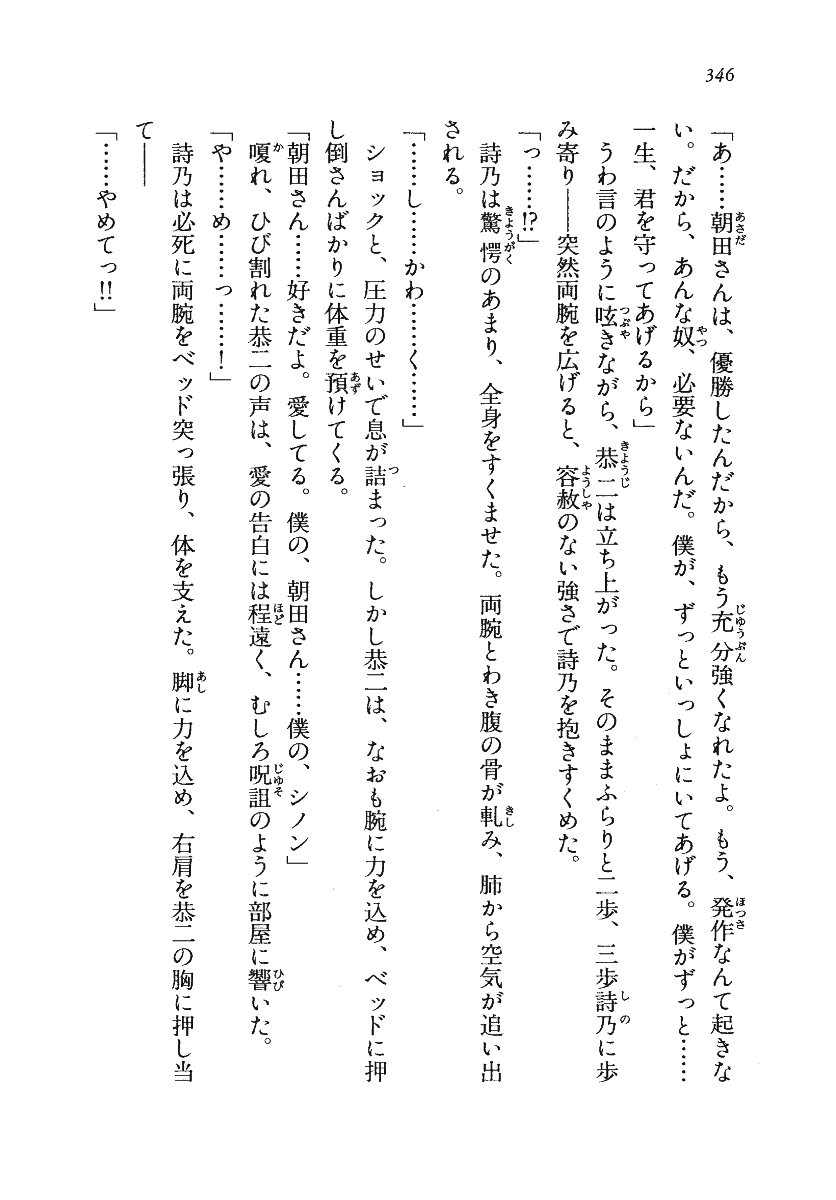 346
「あ……朝田さんは、優勝したんだから、もう充分強くなれたよ。もう、発作なんて起きな
い。だから、あんな奴、必要ないんだ。僕が、ずっといっしょにいてあげる。僕がずっと……
一生、君を守ってあげるから」
うわ言のように呟きながら、恭二は立ち上がった。そのままふらりと二歩、三歩詩乃に歩
み寄り――突然両腕を広げると、容赦のない強さで詩乃を抱きすくめた。
「っ……!?」
詩乃は驚愕のあまり、全身をすくませた。両腕とわき腹の骨が軋み、肺から空気が追い出
される。
「……し……かわ……く……」
ショックと、圧力のせいで息が詰まった。しかし恭二は、なおも腕に力を込め、ベッドに押
し倒さんばかりに体重を預けてくる。
「朝田さん……好きだよ。愛してる。僕の、朝田さん……僕の、シノン」
嗄れ、ひび割れた恭二の声は、愛の告白には程遠く、むしろ呪詛のように部屋に響いた。
「や……め……っ……！」
詩乃は必死に両腕をベッド突っ張り、体を支えた。脚に力を込め、右肩を恭二の胸に押し当
て――
「……やめてっ!!」